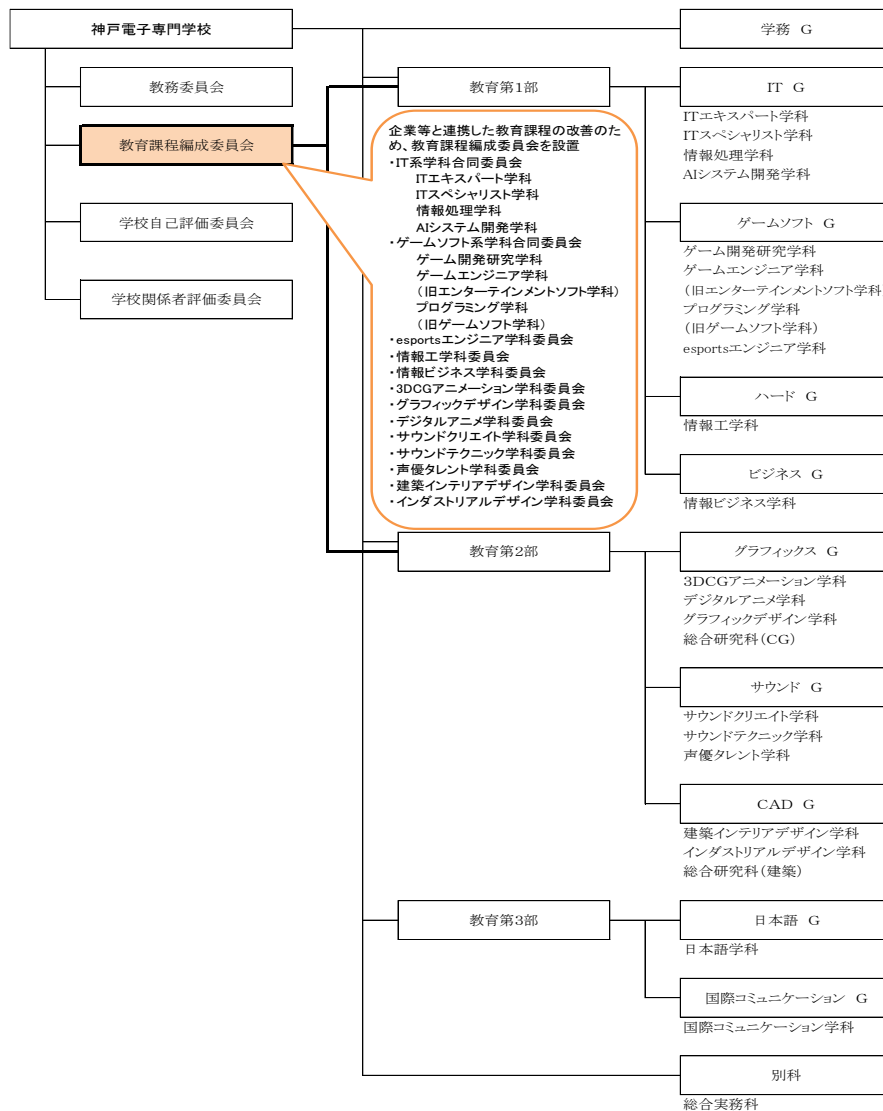 神戸電子専門学校
教務委員会
教育課程編成委員会
学校自己評価委員会
学校関係者評価委員会
教育第1部
企業等と連携した教育課程の改善のた
め、教育課程編成委員会を設置
・IT系学科合同委員会
ITエキスパート学科
ITスペシャリスト学科
情報処理学科
AIシステム開発学科
・ゲームソフト系学科合同委員会
ゲーム開発研究学科
ゲームエンジニア学科
(旧エンターテインメントソフト学科)
プログラミング学科
(旧ゲームソフト学科)
・esportsエンジニア学科委員会
・情報工学科委員会
・情報ビジネス学科委員会
・3DCGアニメーション学科委員会
・グラフィックデザイン学科委員会
・デジタルアニメ学科委員会
・サウンドクリエイト学科委員会
・サウンドテクニック学科委員会
・声優タレント学科委員会
・建築インテリアデザイン学科委員会
・インダストリアルデザイン学科委員会
教育第2部
教育第3部
学務 G
IT G
ITエキスパート学科
ITスペシャリスト学科
情報処理学科
AIシステム開発学科
ゲームソフト G
ゲーム開発研究学科
ゲームエンジニア学科
(旧エンターテインメントソフト学科
プログラミング学科
(旧ゲームソフト学科)
esportsエンジニア学科
ハード G
情報工学科
ビジネス G
情報ビジネス学科
グラフィックス G
3DCGアニメーション学科
デジタルアニメ学科
グラフィックデザイン学科
総合研究科(CG)
サウンド G
サウンドクリエイト学科
サウンドテクニック学科
声優タレント学科
CAD G
建築インテリアデザイン学科
インダストリアルデザイン学科
総合研究科(建築)
日本語 G
日本語学科
国際コミュニケーション G
国際コミュニケーション学科
別科
総合実務科